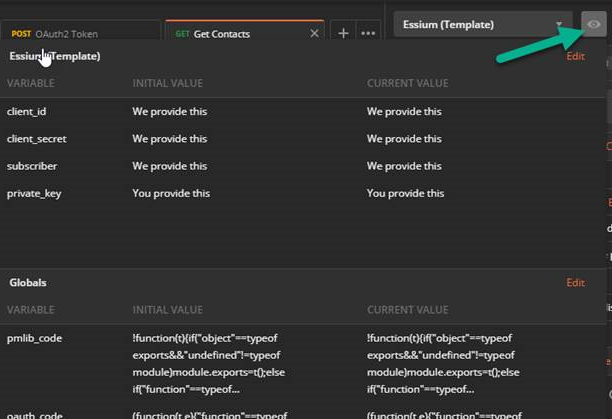 POST OAuth2 Token GET Get Contacts Essium (Template)
Essium (Template) Edit
VARIABLE INITIAL VALUE CURRENT VALUE
client_id We provide this We provide this
client_secret We provide this We provide this
subscriber We provide this We provide this
private_key You provide this You provide this
Globals Edit
VARIABLE INITIAL VALUE CURRENT VALUE
pmlib_code !function(t){if("object"==typeof !function(t){if("object"==typeof
exports&&"undefined"!=typeof exports&&"undefined"!=typeof
module)module.exports=t();else module)module.exports=t();else
if("function"==typeof... if("function"==typeof...
oauth_code (function(t,e){"function"==typeof (function(t,e){"function"==typeof